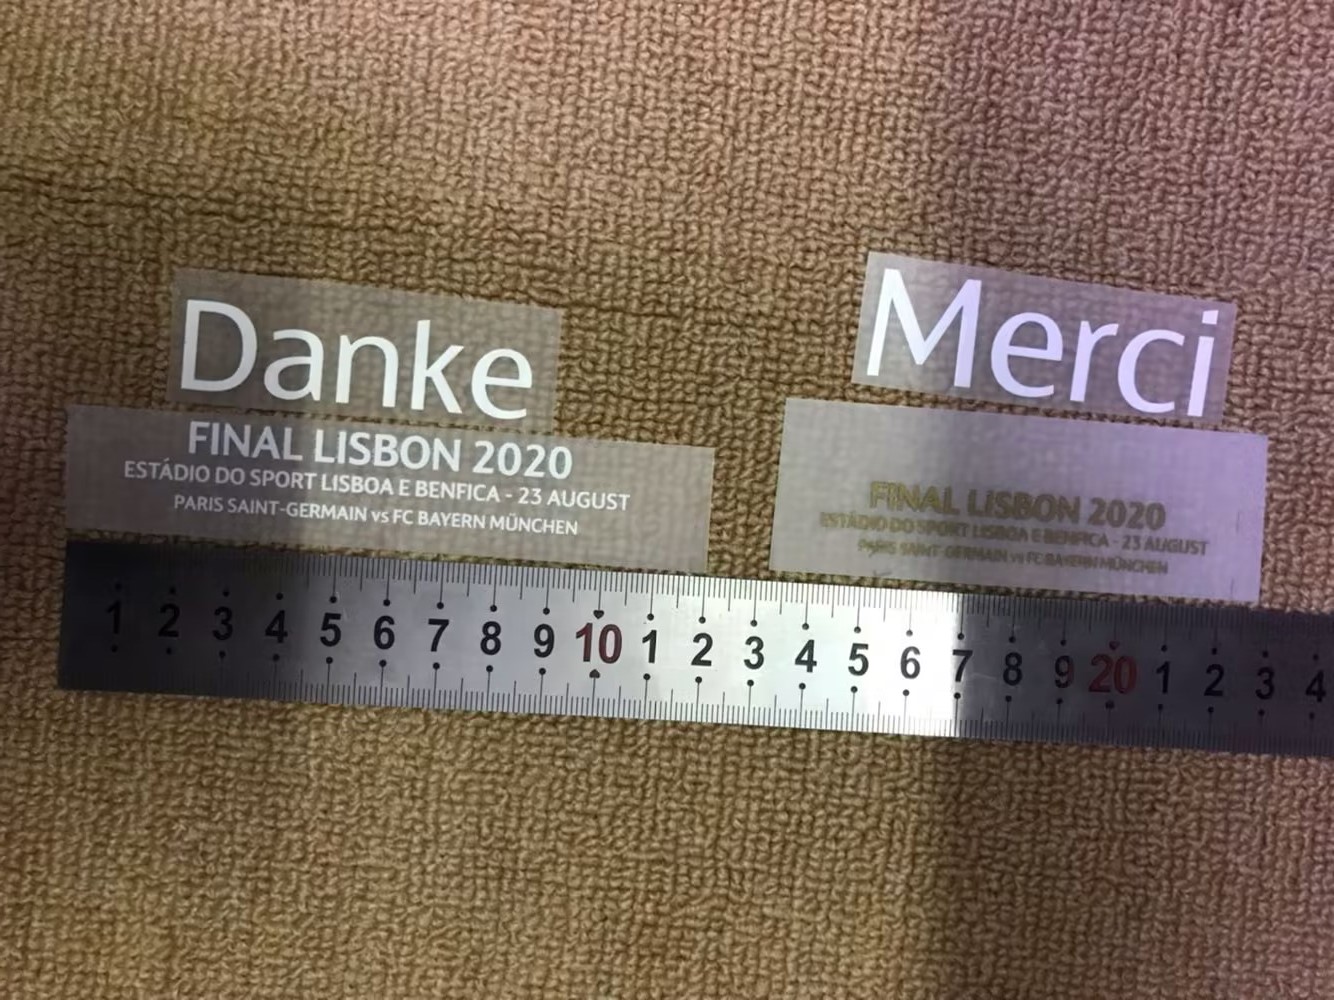 Danke
FINAL LISBON 2020
ESTÁDIO DO SPORT LISBOA E BENFICA - 23 AUGUST
PARIS SAINT-GERMAIN vs FC BAYERN MÜNCHEN
Merci
FINAL LISBON 2020
ESTÁDIO DO SPORT LISBOA E BENFICA - 23 AUGUST
PARIS SAINT-GERMAIN vs FC BAYERN MÜNCHEN
1 2 3 4 5 6 7 8 9 10 1 2 3 4 5 6 7 8 9 20 1 2 3 4